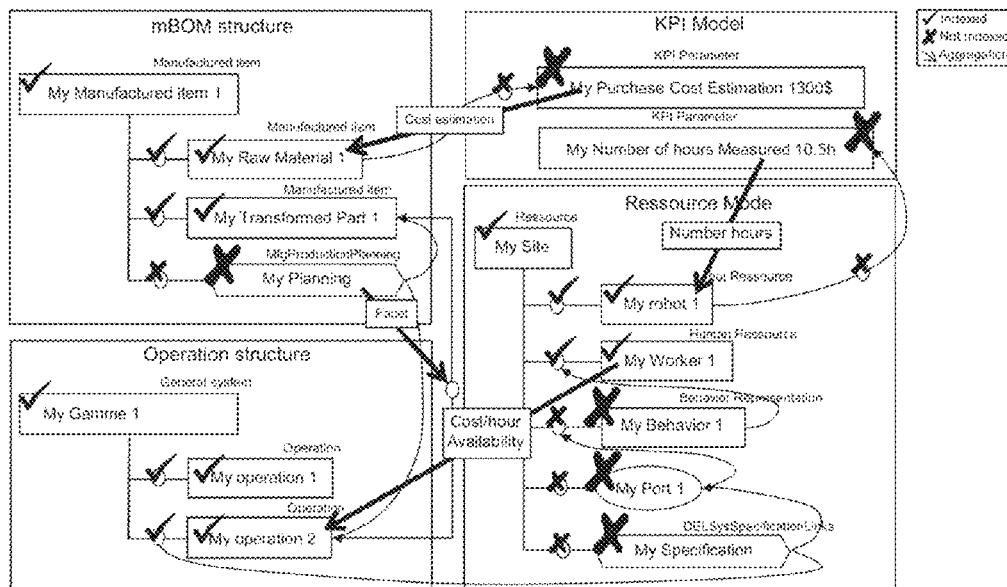 mBOM structure
Manufactured item
My Manufactured item 1
Manufactured item
My Raw Material 1
Manufactured item
My Transformed Part 1
MfgProductionPlanning
My Planning
Facet
Cost estimation
KPI Model
KPI Parameter
My Purchase Cost Estimation 1300$
KPI Parameter
My Number of hours Measured 10.5h
Indexed
Not Indexed
Aggregation
Ressource Mode
Ressource
My Site
Number hours
Ressource
My robot 1
Human Ressource
My Worker 1
Behavior Representation
My Behavior 1
My Port 1
DELSysSpecificationLinks
My Specification
Cost/hour
Availability
Operation structure
General system
My Gamme 1
Operation
My operation 1
Operation
My operation 2